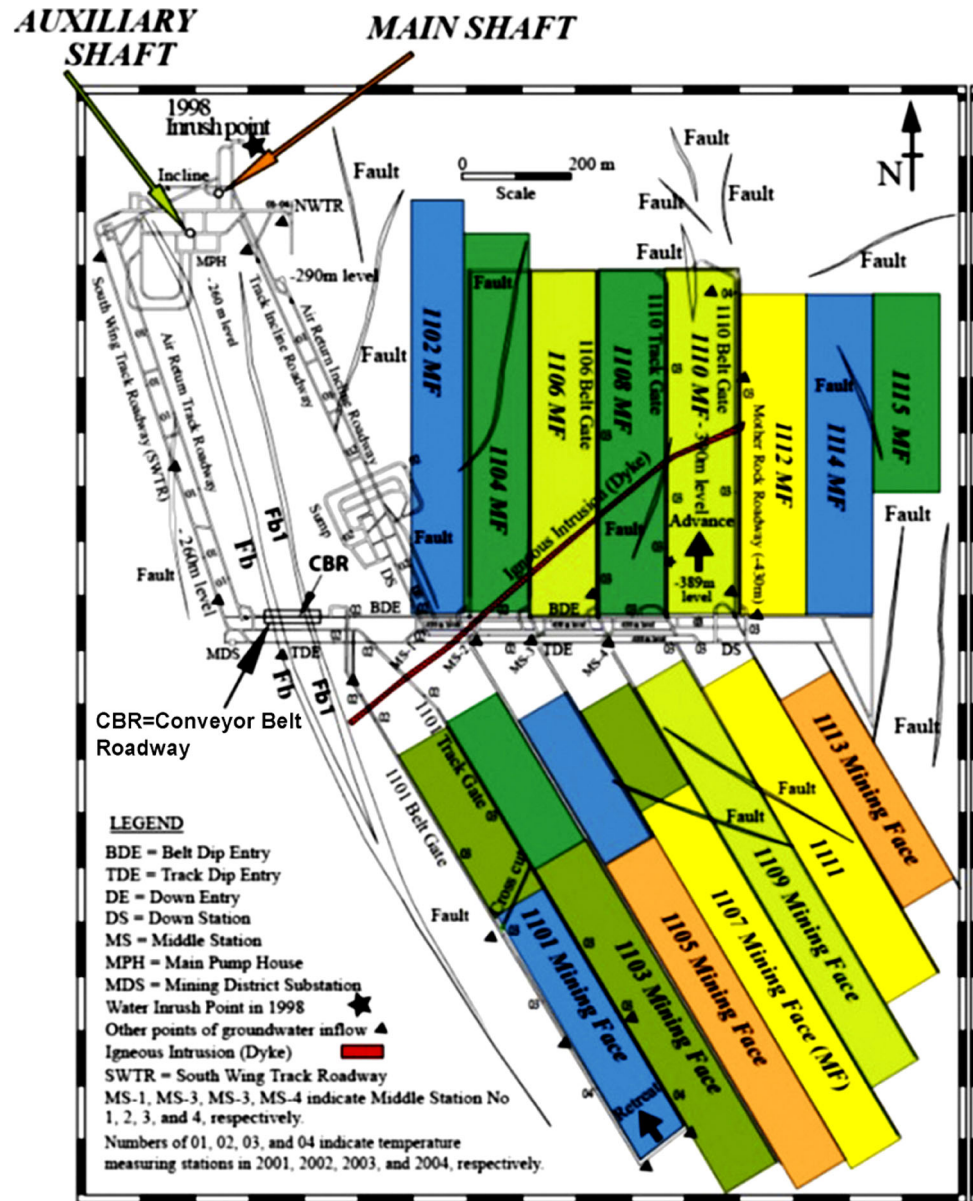 AUXILIARY
SHAFT
MAIN SHAFT
1998
Inrush point
Incline
NWTR
MPH
-290m level
-260 m level
South Wing Track Roadway (SWTR)
Air Return Track Roadway
Track Incline Roadway
Air Return Incline Roadway
-260m level
Fault
Fault
Fault
Fault
Fault
Fault
0
200 m
Scale
N
1102 MF
Fault
1104 MF
1106 MF
1106 Belt Gate
1108 MF
1110 Track Gate
1110 MF - 390m level
1110 Belt Gate
04
Mother Rock Roadway (-430m)
1112 MF
1114 MF
Fault
1115 MF
Fault
Fault
Fault
Igneous Intrusion (Dyke)
Advance
-389m
level
Sump
DS
Fb1
Fb
CBR
BDE
BDE
MDS
TDE
Fb
Fb1
MS-1
MS-2
MS-3
MS-4
TDE
DS
03
CBR=Conveyor Belt
Roadway
1101 Track Gate
1101 Belt Gate
Cross cut
Fault
Fault
Fault
Fault
1101 Mining Face
1103 Mining Face
1105 Mining Face
1107 Mining Face (MF)
1109 Mining Face
1111
1113 Mining Face
Retreat
LEGEND
BDE = Belt Dip Entry
TDE = Track Dip Entry
DE = Down Entry
DS = Down Station
MS = Middle Station
MPH = Main Pump House
MDS = Mining District Substation
Water Inrush Point in 1998
Other points of groundwater inflow
Igneous Intrusion (Dyke)
SWTR = South Wing Track Roadway
MS-1, MS-3, MS-3, MS-4 indicate Middle Station No
1, 2, 3, and 4, respectively.
Numbers of 01, 02, 03, and 04 indicate temperature
measuring stations in 2001, 2002, 2003, and 2004, respectively.